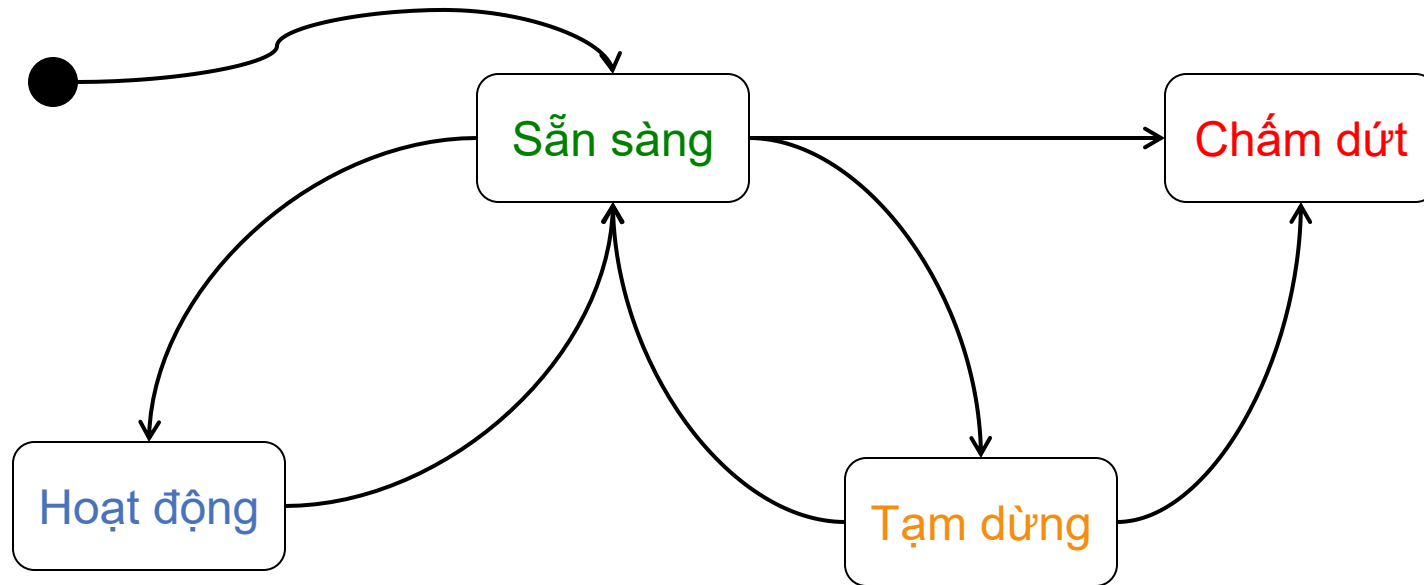 Sẵn sàng
Chấm dứt
Hoạt động
Tạm dừng